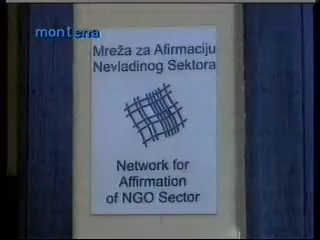 montena
Mreža za Afirmaciju
Nevladinog Sektora
Network for
Affirmation
of NGO Sector